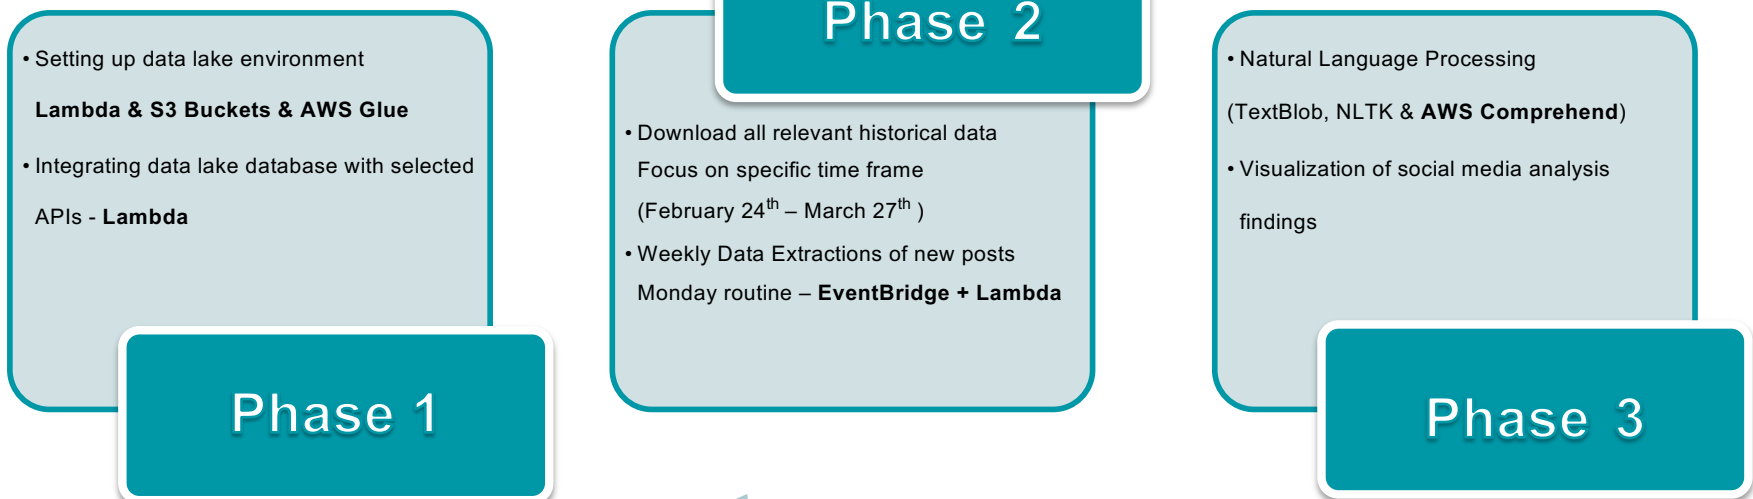 • Setting up data lake environment
Lambda & S3 Buckets & AWS Glue
• Integrating data lake database with selected
APIs - Lambda
Phase 1
Phase 2
• Download all relevant historical data
Focus on specific time frame
(February 24th – March 27th )
• Weekly Data Extractions of new posts
Monday routine – EventBridge + Lambda
• Natural Language Processing
(TextBlob, NLTK & AWS Comprehend)
• Visualization of social media analysis
findings
Phase 3